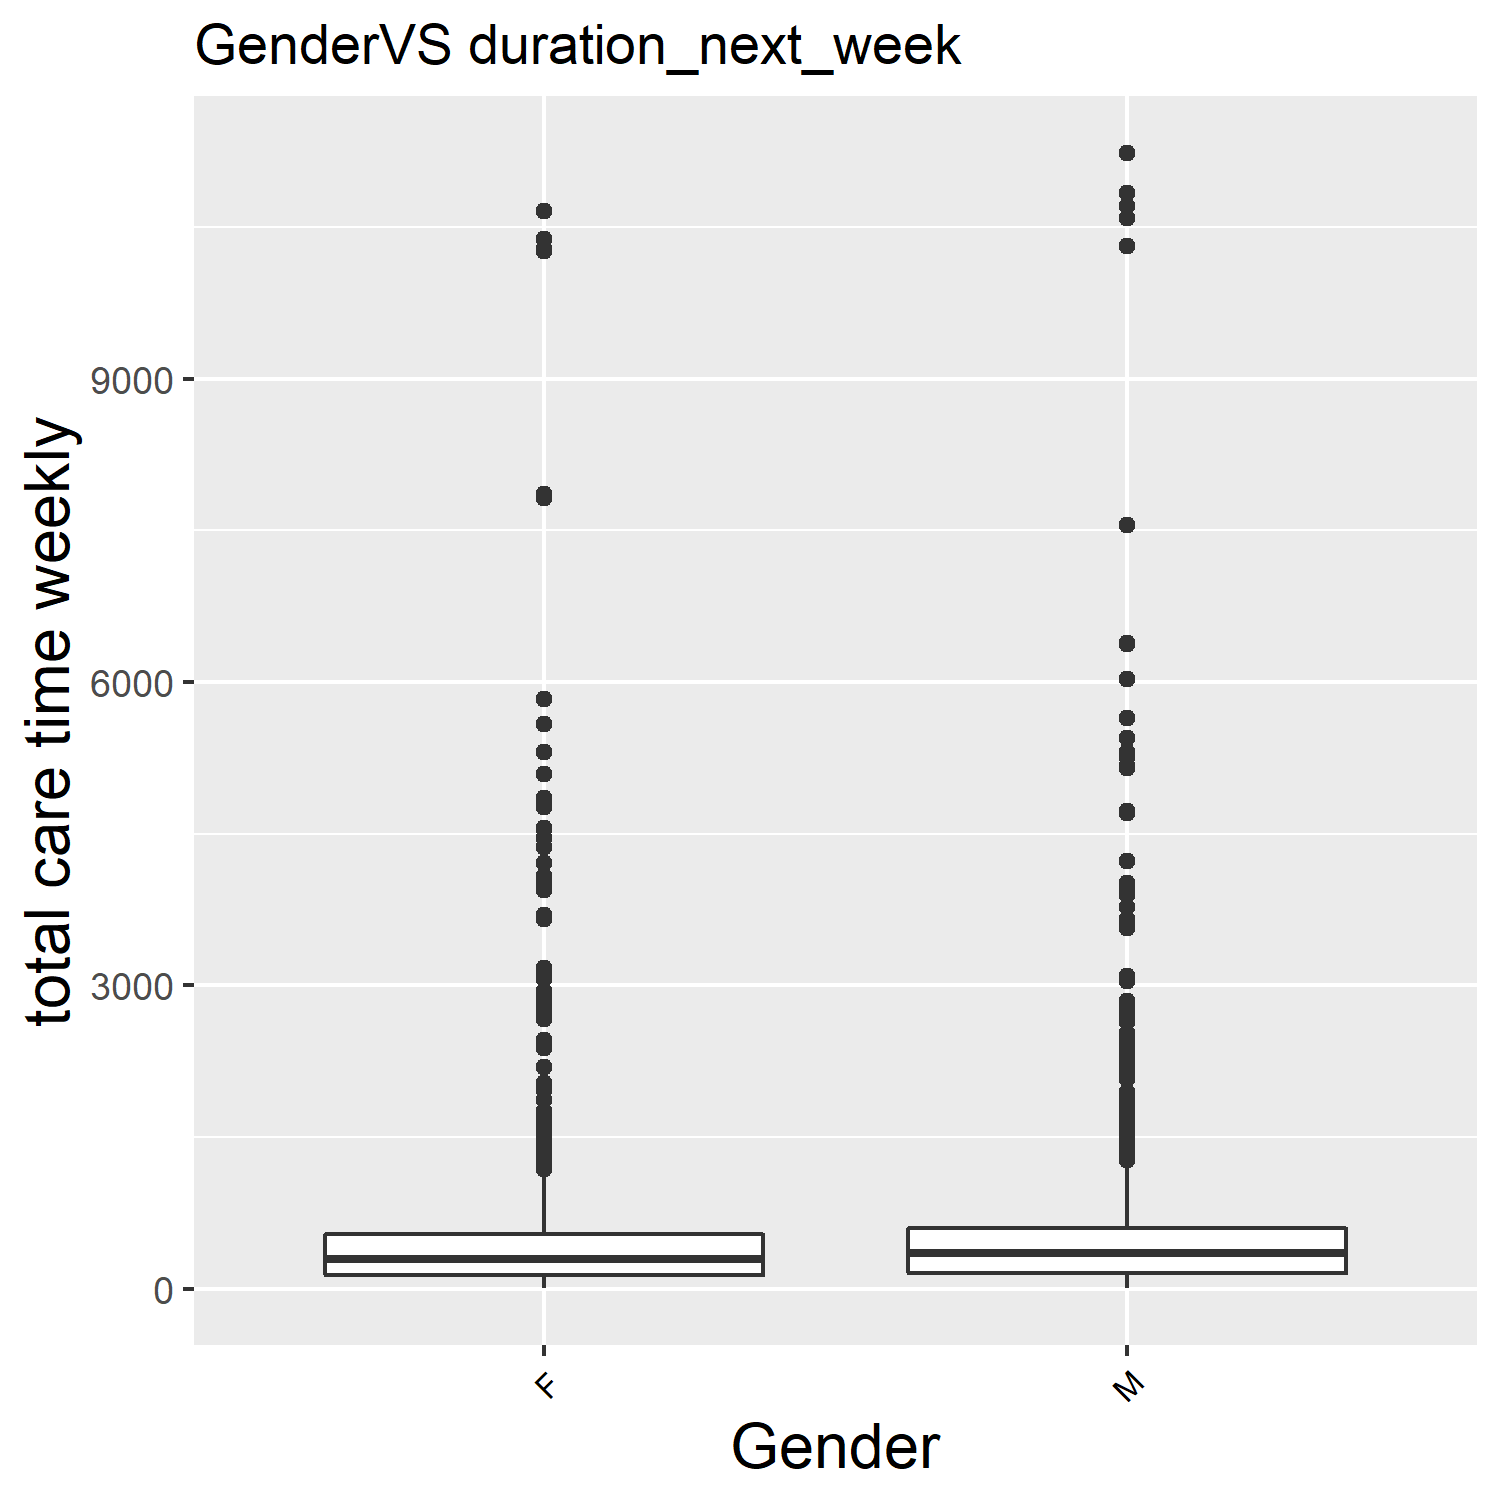 GenderVS duration_next_week
total care time weekly
9000
6000
3000
0
F
M
Gender